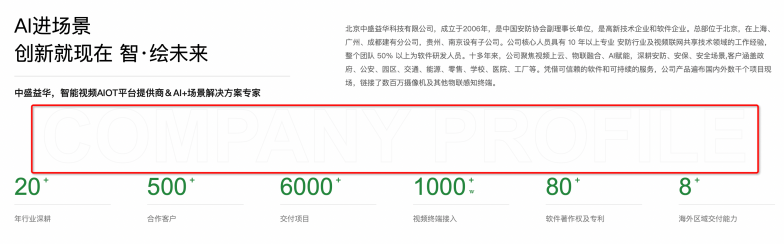 AI进场景
创新就现在 智·绘未来
中盛益华，智能视频AIOT平台提供商＆AI+场景解决方案专家
北京中盛益华科技有限公司，成立于2006年，是中国安防协会副理事长单位，是高新技术企业和软件企业。总部位于北京，在上海、
广州、成都建有分公司，贵州、南京设有子公司。公司核心人员具有 10 年以上专业 安防行业及视频联网共享技术领域的工作经验，
整个团队 50% 以上为软件研发人员。十多年来，公司聚焦视频上云、物联融合、AI赋能，深耕安防、安保、安全场景,客户涵盖政
府、公安、园区、交通、能源、零售、学校、医院、工厂等。凭借可信赖的软件和可持续的服务，公司产品遍布国内外数千个项目现
场，链接了数百万摄像机及其他物联感知终端。
COMPANY PROFILE
20+
500+
6000+
1000+w
80+
8+
年行业深耕
合作客户
交付项目
视频终端接入
软件著作权及专利
海外区域交付能力